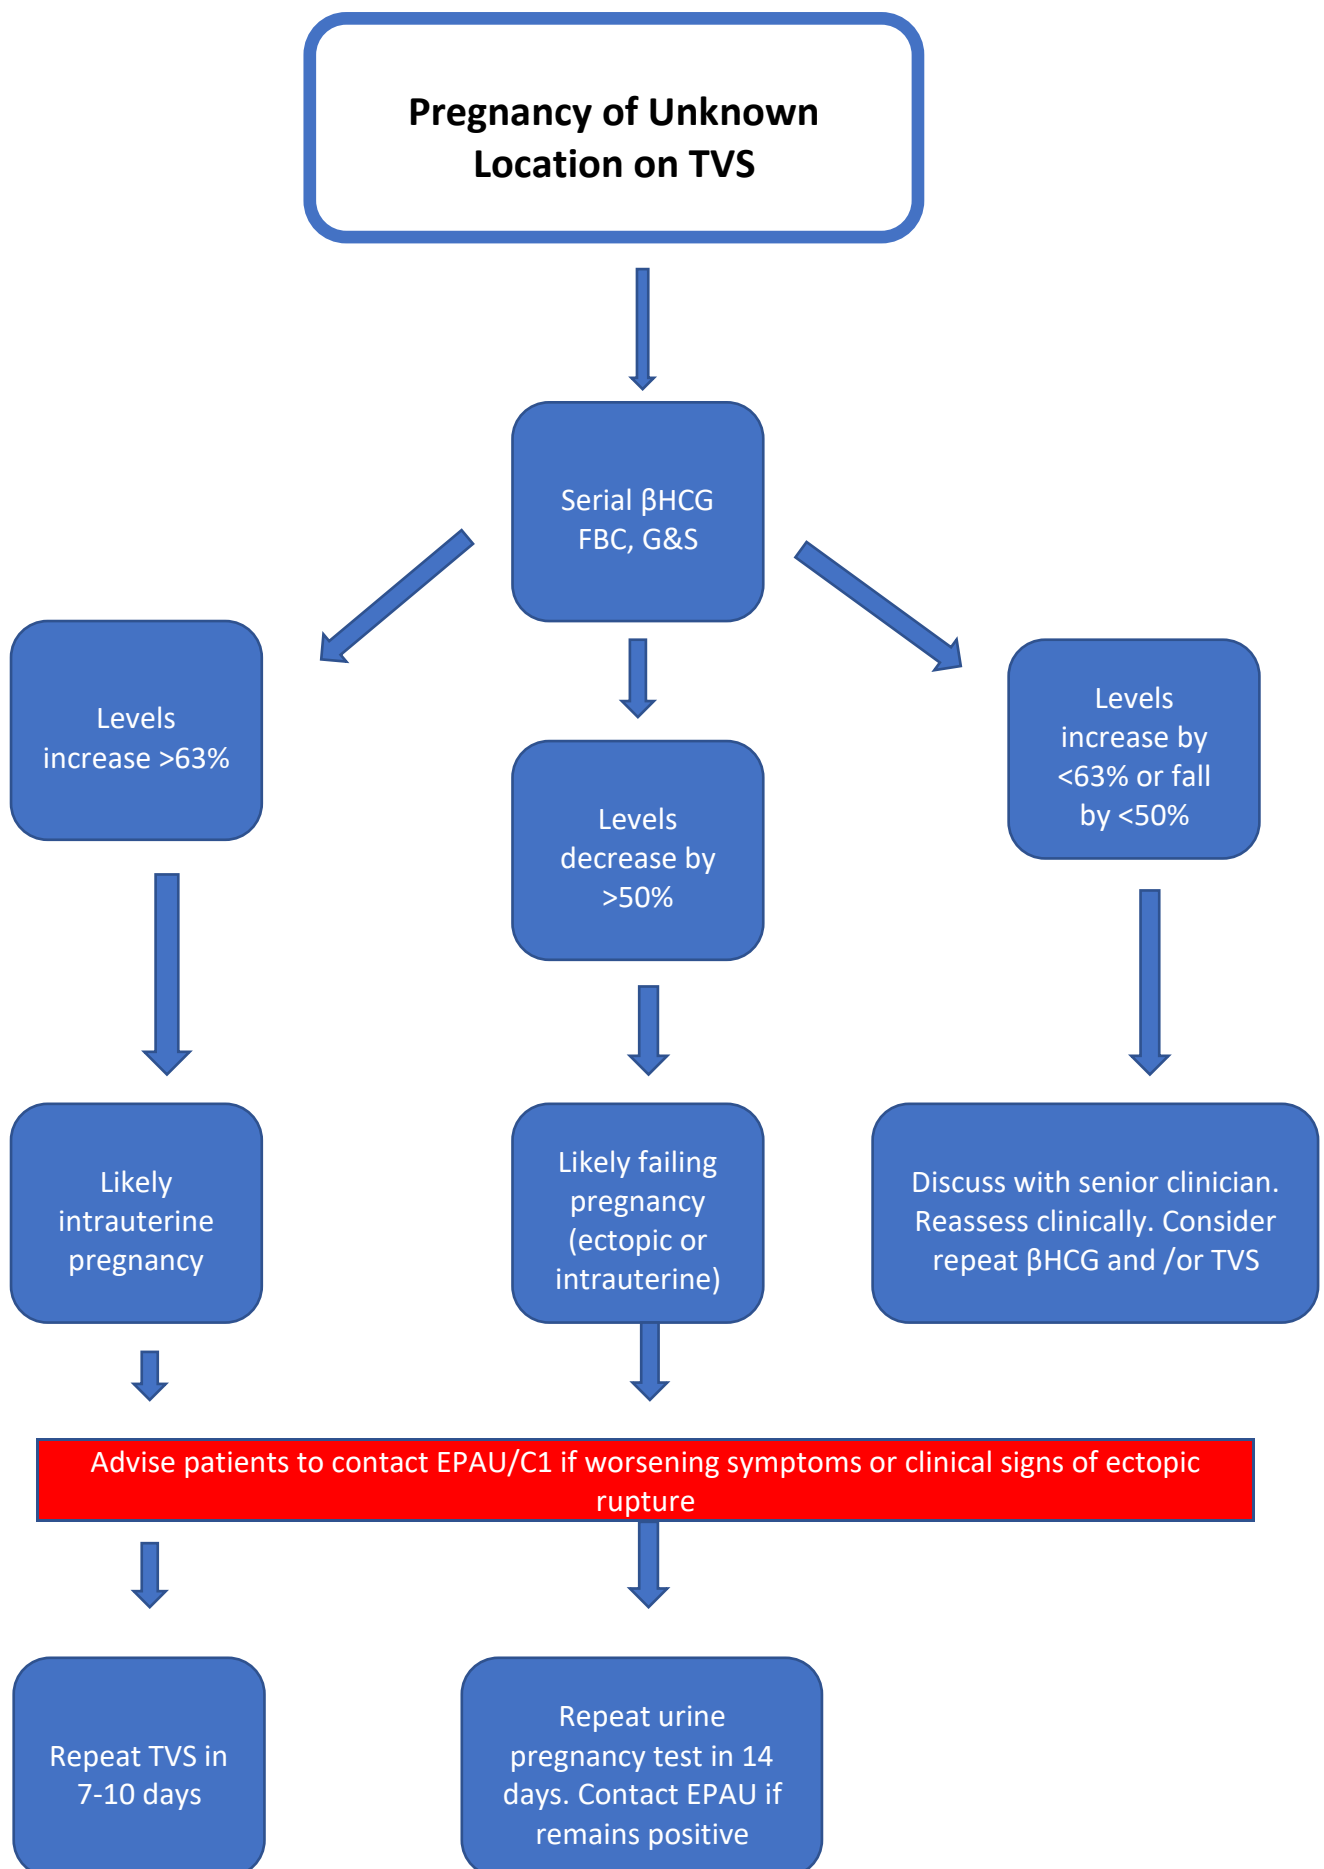 Pregnancy of Unknown
Location on TVS
Serial βHCG
FBC, G&S
Levels
increase >63%
Levels
decrease by
>50%
Levels
increase by
<63% or fall
by <50%
Likely
intrauterine
pregnancy
Likely failing
pregnancy
(ectopic or
intrauterine)
Discuss with senior clinician.
Reassess clinically. Consider
repeat βHCG and /or TVS
Advise patients to contact EPAU/C1 if worsening symptoms or clinical signs of ectopic
rupture
Repeat TVS in
7-10 days
Repeat urine
pregnancy test in 14
days. Contact EPAU if
remains positive